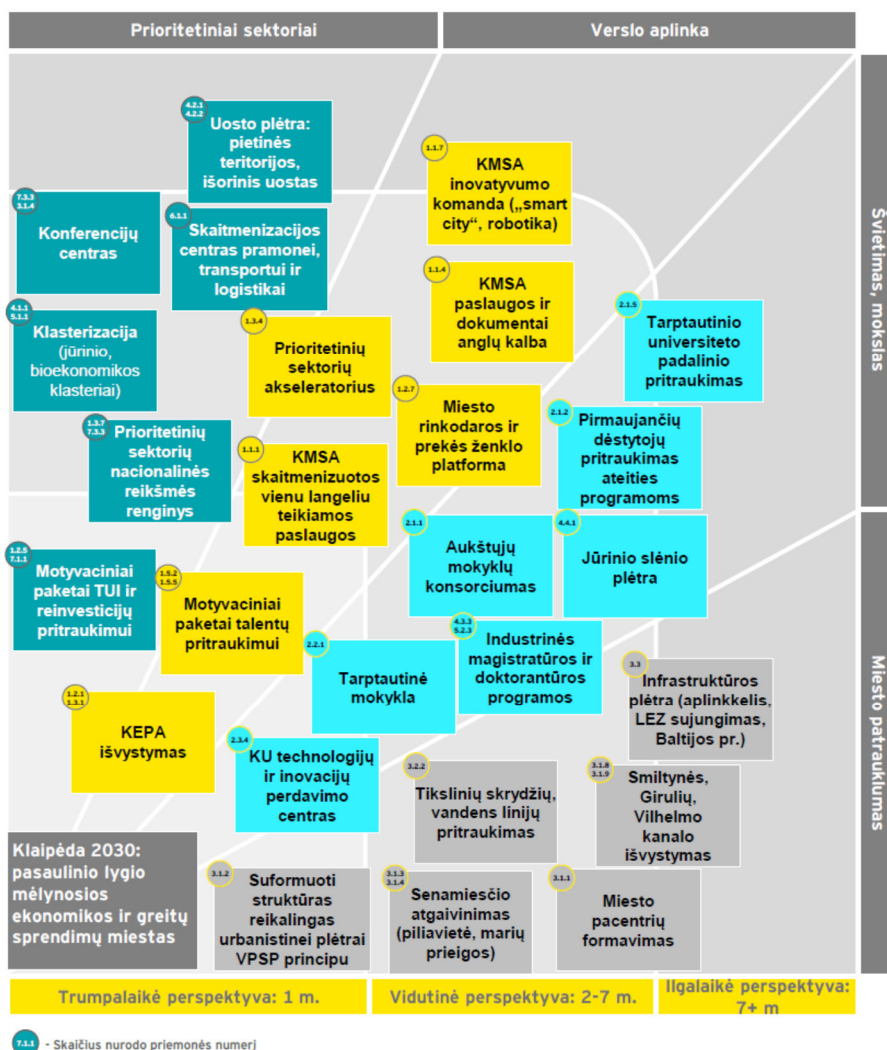 Prioritetiniai sektoriai
Verslo aplinka
4.2.1
4.2.2
Uosto plėtra:
pietinės
teritorijos,
išorinis uostas
1.1.7
KMSA
inovatyvumo
komanda („smart
city“, robotika)
7.3.3
3.1.4
Konferencijų
centras
6.1.1
Skaitmenizacijos
centras pramonei,
transportui ir
logistikai
1.1.4
KMSA
paslaugos ir
dokumentai
anglų kalba
4.1.1
5.1.1
Klasterizacija
(jūrinio,
bioekonomikos
klasteriai)
1.3.4
Prioritetinių
sektorių
akseleratorius
2.1.5
Tarptautinio
universiteto
padalinio
pritraukimas
1.2.7
Miesto
rinkodaros ir
prekės ženklo
platforma
2.1.2
Pirmaujančių
dėstytojų
pritraukimas
ateities
programoms
1.3.7
7.3.3
Prioritetinių
sektorių
nacionalinės
reikšmės
renginys
1.1.1
KMSA
skaitmenizuotos
vienu langeliu
teikiamos
paslaugos
Švietimas, mokslas
2.1.1
Aukštųjų
mokyklų
konsorciumas
4.4.1
Jūrinio slėnio
plėtra
1.2.5
7.1.1
Motyvaciniai
paketai TUI ir
reinvesticijų
pritraukimui
1.5.2
1.5.5
Motyvaciniai
paketai talentų
pritraukimui
2.2.1
Tarptautinė
mokykla
4.3.3
5.2.3
Industrinės
magistratūros ir
doktorantūros
programos
3.3
Infrastruktūros
plėtra (aplinkkelis,
LEZ sujungimas,
Baltijos pr.)
1.2.1
1.3.1
KEPA
išvystymas
2.3.4
KU technologijų
ir inovacijų
perdavimo
centras
3.2.2
Tikslinių skrydžių,
vandens linijų
pritraukimas
3.1.8
3.1.9
Smiltynės,
Girulių,
Vilhelmo
kanalo
išvystymas
Miesto patrauklumas
Klaipėda 2030:
pasaulinio lygio
mėlynosios
ekonomikos ir greitų
sprendimų miestas
3.1.2
Suformuoti
struktūras
reikalingas
urbanistinei plėtrai
VPSP principu
3.1.3
3.1.4
Senamiesčio
atgaivinimas
(piliavietė, marių
prieigos)
3.1.1
Miesto
pacentrių
formavimas
Trumpalaikė perspektyva: 1 m.
Vidutinė perspektyva: 2-7 m.
Ilgalaikė perspektyva:
7+ m
7.1.1 - Skaičius nurodo priemonės numerį